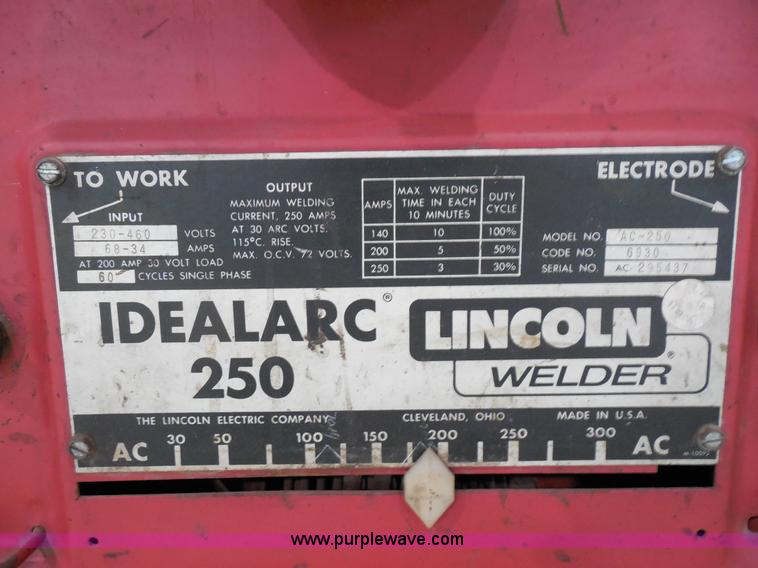 TO WORK
ELECTRODE
INPUT
230-460 VOLTS
68-34 AMPS
AT 200 AMP 30 VOLT LOAD
60 CYCLES SINGLE PHASE
OUTPUT
MAXIMUM WELDING
CURRENT, 250 AMPS
AT 30 ARC VOLTS.
115°C. RISE.
MAX. O.C.V. 72 VOLTS.
AMPS MAX. WELDING TIME IN EACH 10 MINUTES DUTY CYCLE
140 10 100%
200 5 50%
250 3 30%
MODEL NO. AC-250
CODE NO. 6930
SERIAL NO. AC-295437
IDEALARC®
250
LINCOLN
WELDER®
THE LINCOLN ELECTRIC COMPANY CLEVELAND, OHIO MADE IN U.S.A.
AC 30 50 100 150 200 250 300 AC
www.purplewave.com